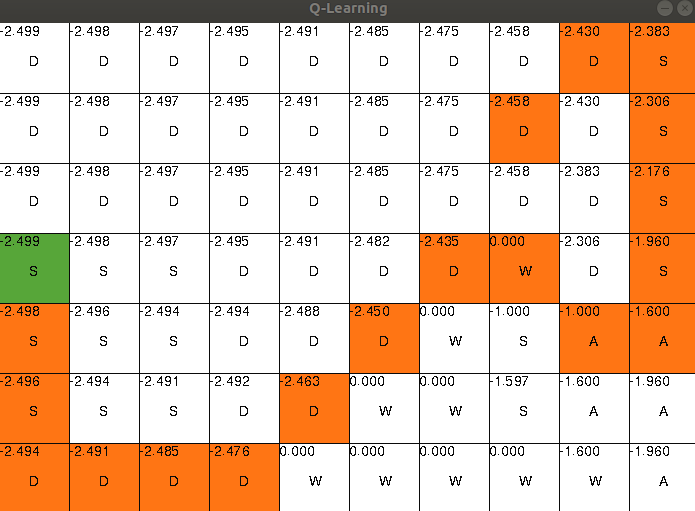 Q-Learning
-2.499 -2.498 -2.497 -2.495 -2.491 -2.485 -2.475 -2.458 -2.430 -2.383
D D D D D D D D D S
-2.499 -2.498 -2.497 -2.495 -2.491 -2.485 -2.475 -2.458 -2.430 -2.306
D D D D D D D D D S
-2.499 -2.498 -2.497 -2.495 -2.491 -2.485 -2.475 -2.458 -2.383 -2.176
D D D D D D D D D S
-2.499 -2.498 -2.497 -2.495 -2.491 -2.482 -2.435 0.000 -2.306 -1.960
S S S D D D D W D S
-2.498 -2.496 -2.494 -2.494 -2.488 -2.450 0.000 -1.000 -1.000 -1.600
S S S D D D W S A A
-2.496 -2.494 -2.491 -2.492 -2.463 0.000 0.000 -1.597 -1.600 -1.960
S S S D D W W S A A
-2.494 -2.491 -2.485 -2.476 0.000 0.000 0.000 0.000 -1.600 -1.960
D D D D W W W W W A